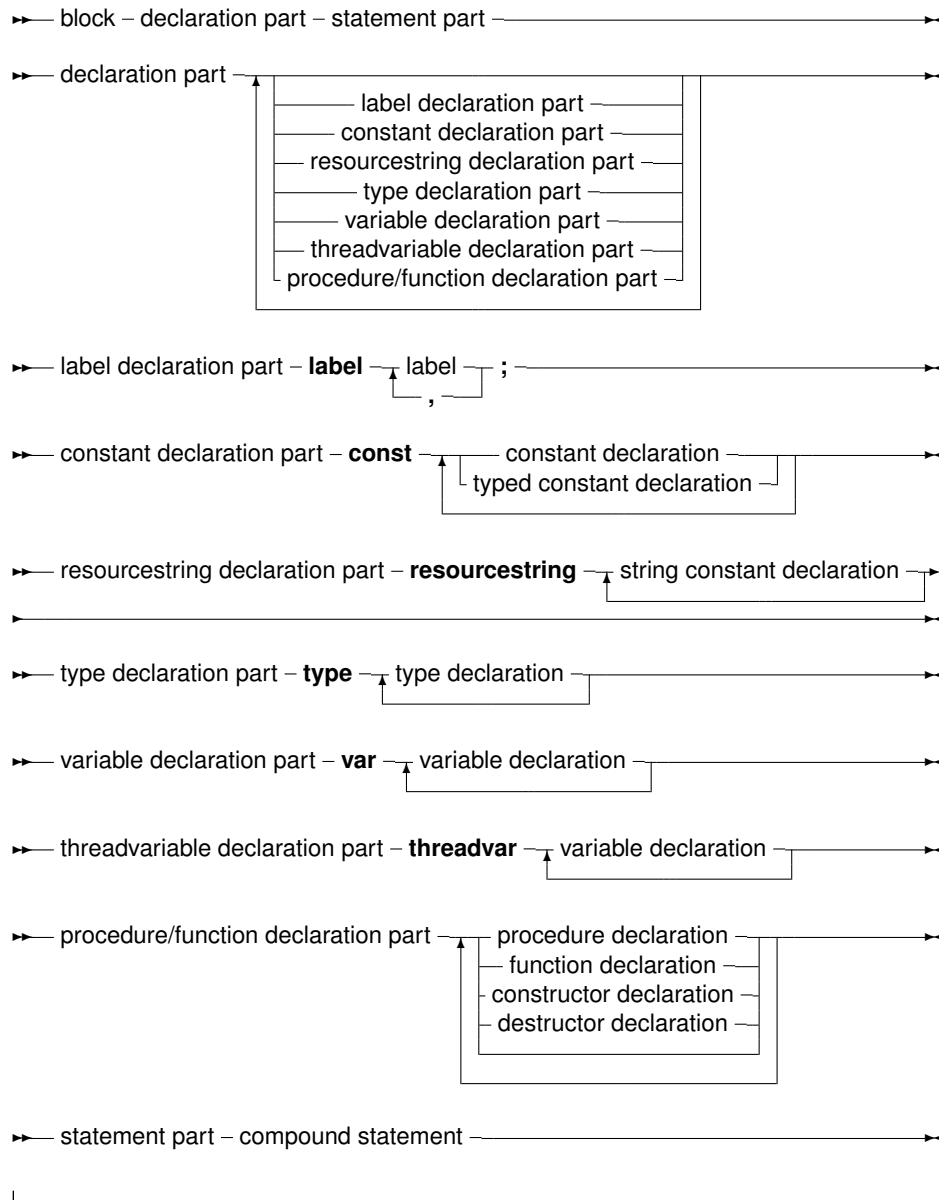 block – declaration part – statement part
declaration part
label declaration part
constant declaration part
resourcestring declaration part
type declaration part
variable declaration part
threadvariable declaration part
procedure/function declaration part
label declaration part – label label ;
,
constant declaration part – const constant declaration
typed constant declaration
resourcestring declaration part – resourcestring string constant declaration
type declaration part – type type declaration
variable declaration part – var variable declaration
threadvariable declaration part – threadvar variable declaration
procedure/function declaration part procedure declaration
function declaration
constructor declaration
destructor declaration
statement part – compound statement